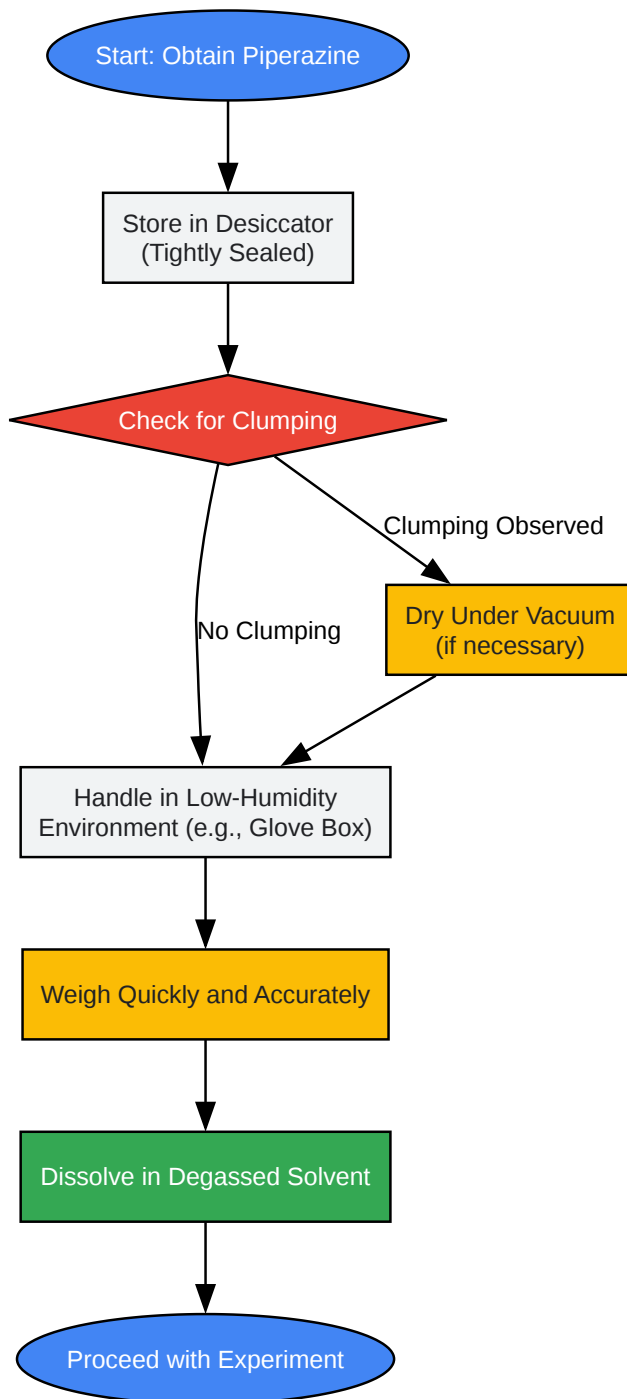 Start: Obtain Piperazine
Store in Desiccator
(Tightly Sealed)
Check for Clumping
Clumping Observed
Dry Under Vacuum
(if necessary)
No Clumping
Handle in Low-Humidity
Environment (e.g., Glove Box)
Weigh Quickly and Accurately
Dissolve in Degassed Solvent
Proceed with Experiment